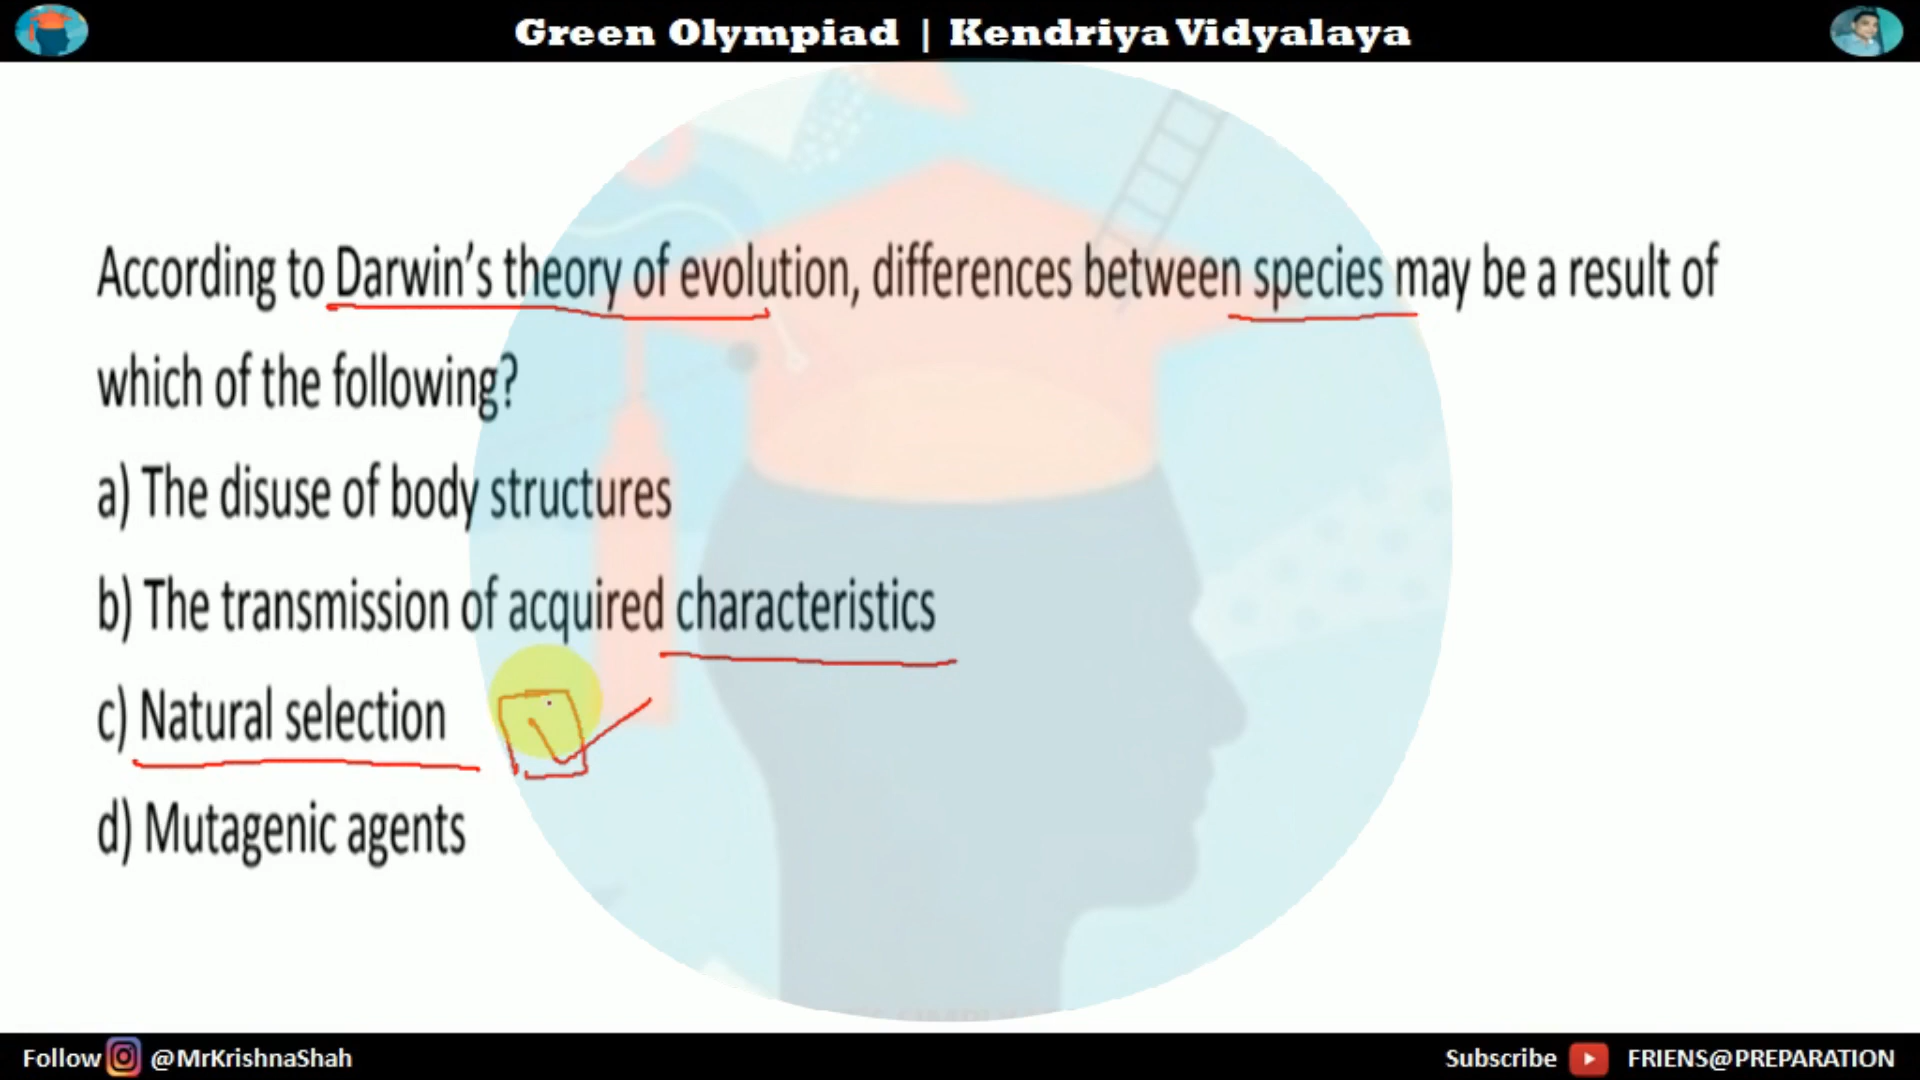 Green Olympiad | Kendriya Vidyalaya
According to Darwin's theory of evolution, differences between species may be a result of
which of the following?
a) The disuse of body structures
b) The transmission of acquired characteristics
c) Natural selection
d) Mutagenic agents
Follow @MrKrishnaShah
Subscribe FRIENS@PREPARATION